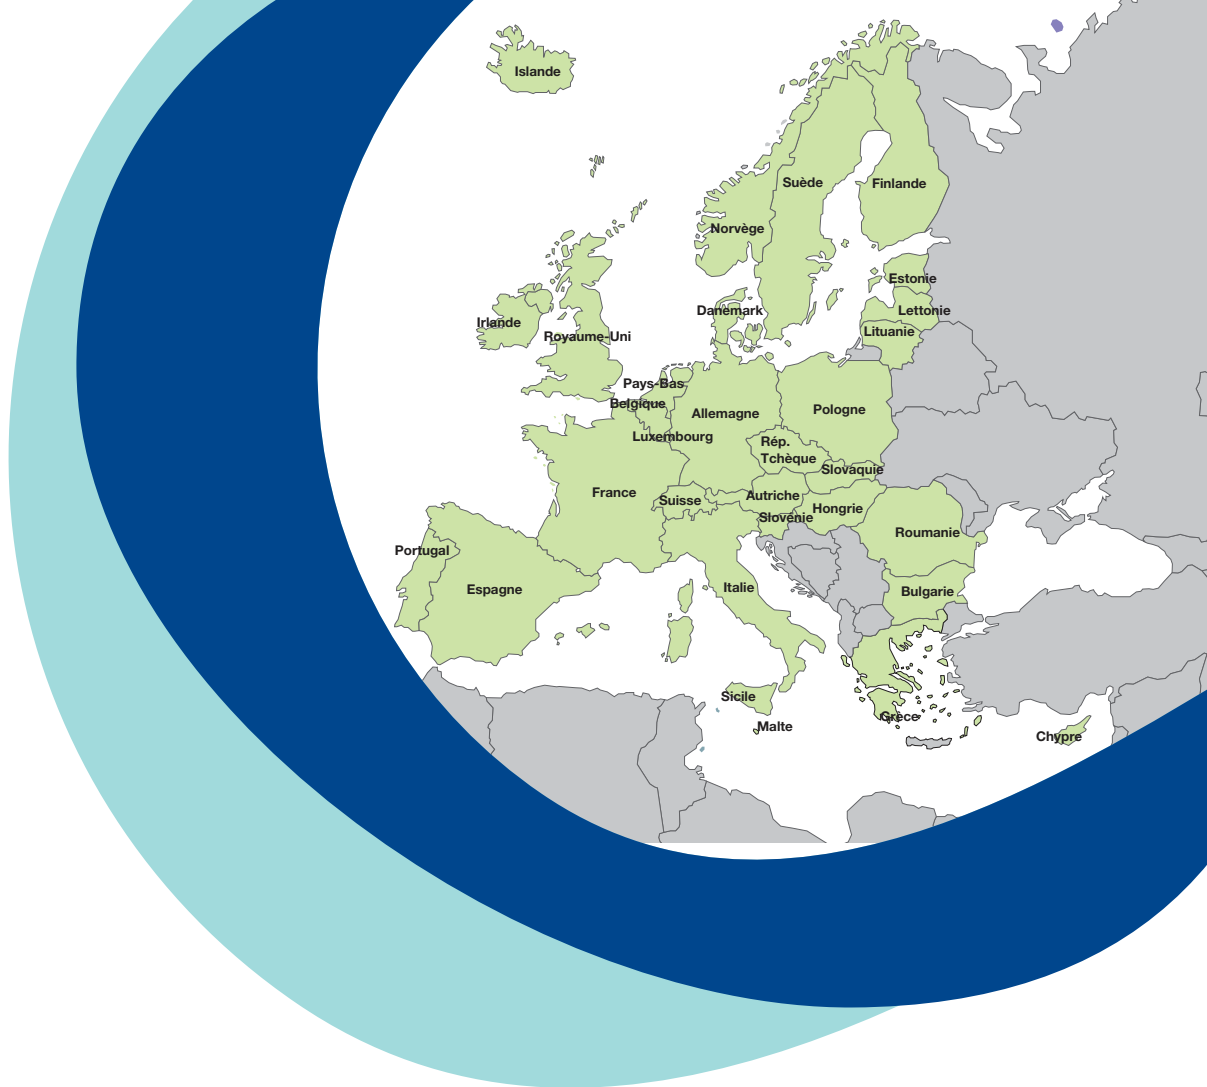 Islande
Suède
Finlande
Norvège
Estonie
Danemark
Lettonie
Irlande
Lituanie
Royaume-Uni
Pays-Bas
Belgique
Allemagne
Pologne
Luxembourg
Rép.
Tchèque
Slovaquie
France
Suisse
Autriche
Hongrie
Slovénie
Roumanie
Portugal
Espagne
Italie
Bulgarie
Sicile
Grèce
Malte
Chypre